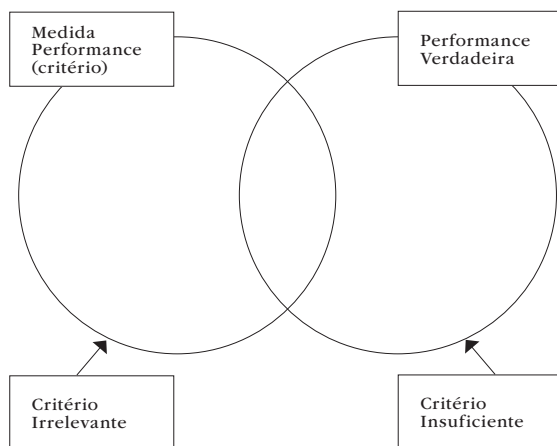 Medida
Performance
(critério)
Performance
Verdadeira
Critério
Irrelevante
Critério
Insuficiente